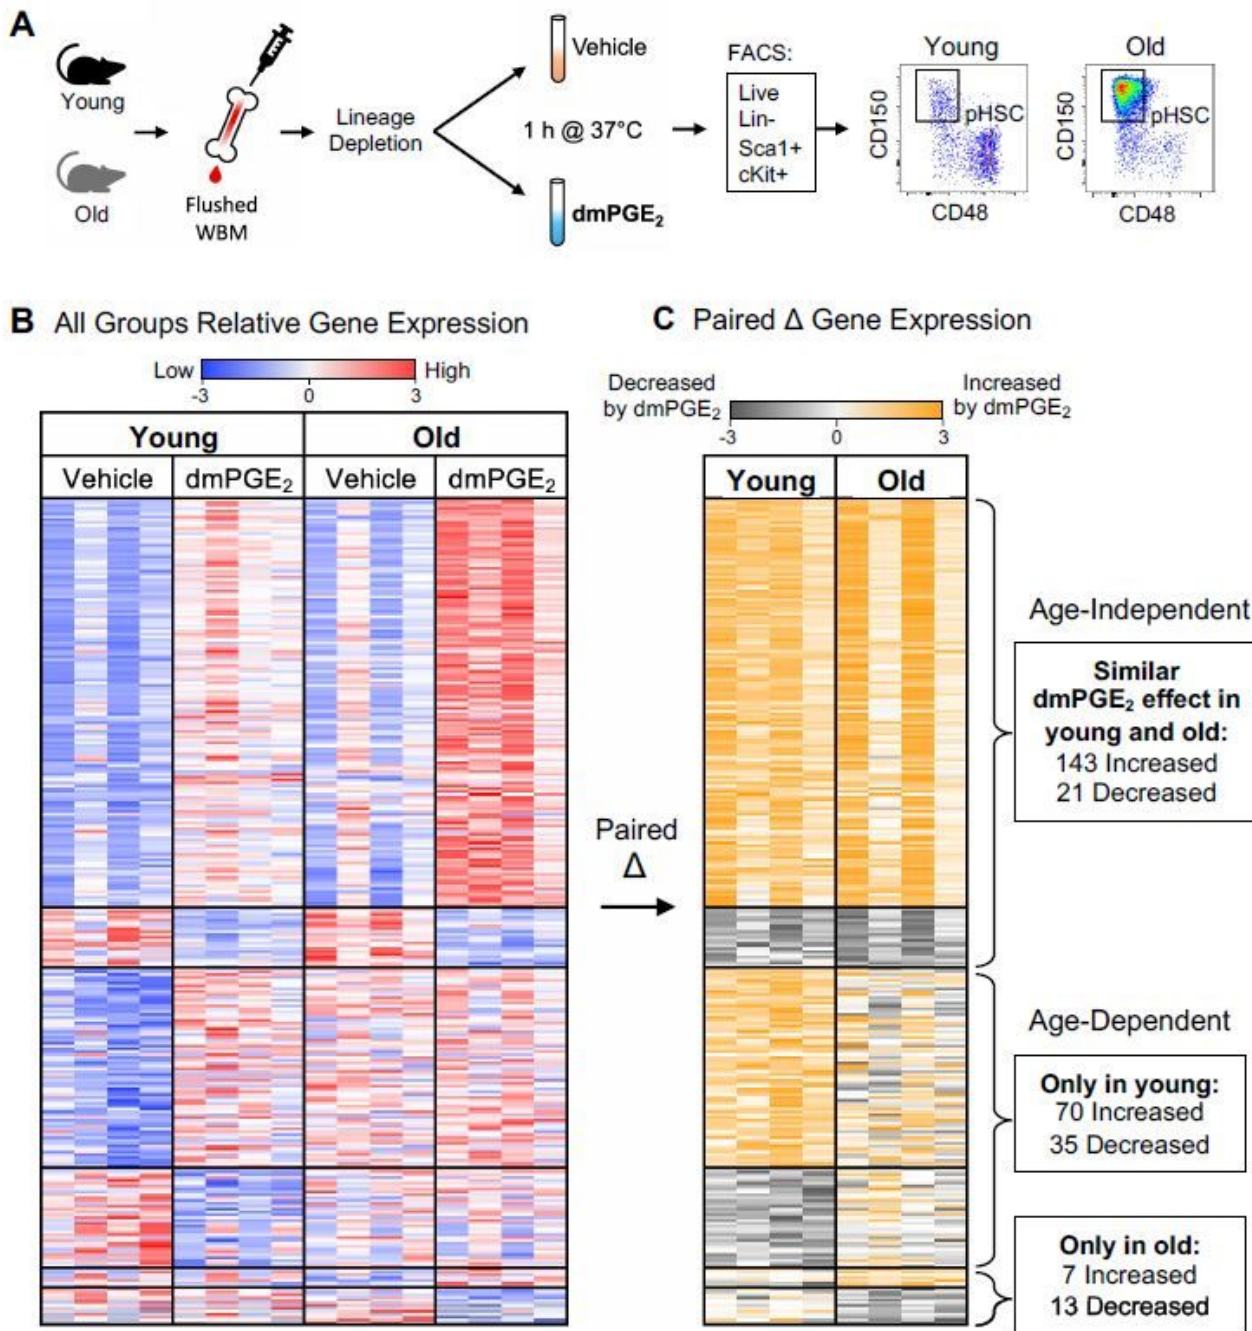 A
Young
Old
Flushed
WBM
Lineage
Depletion
Vehicle
1 h @ 37°C
dmPGE₂
FACS:
Live
Lin-
Sca1+
cKit+
Young
CD150
pHSC
CD48
Old
CD150
pHSC
CD48
B All Groups Relative Gene Expression
Low High
-3 0 3
Young Old
Vehicle dmPGE₂ Vehicle dmPGE₂
Paired
Δ
C Paired Δ Gene Expression
Decreased
by dmPGE₂
Increased
by dmPGE₂
-3 0 3
Young Old
Age-Independent
Similar
dmPGE₂ effect in
young and old:
143 Increased
21 Decreased
Age-Dependent
Only in young:
70 Increased
35 Decreased
Only in old:
7 Increased
13 Decreased